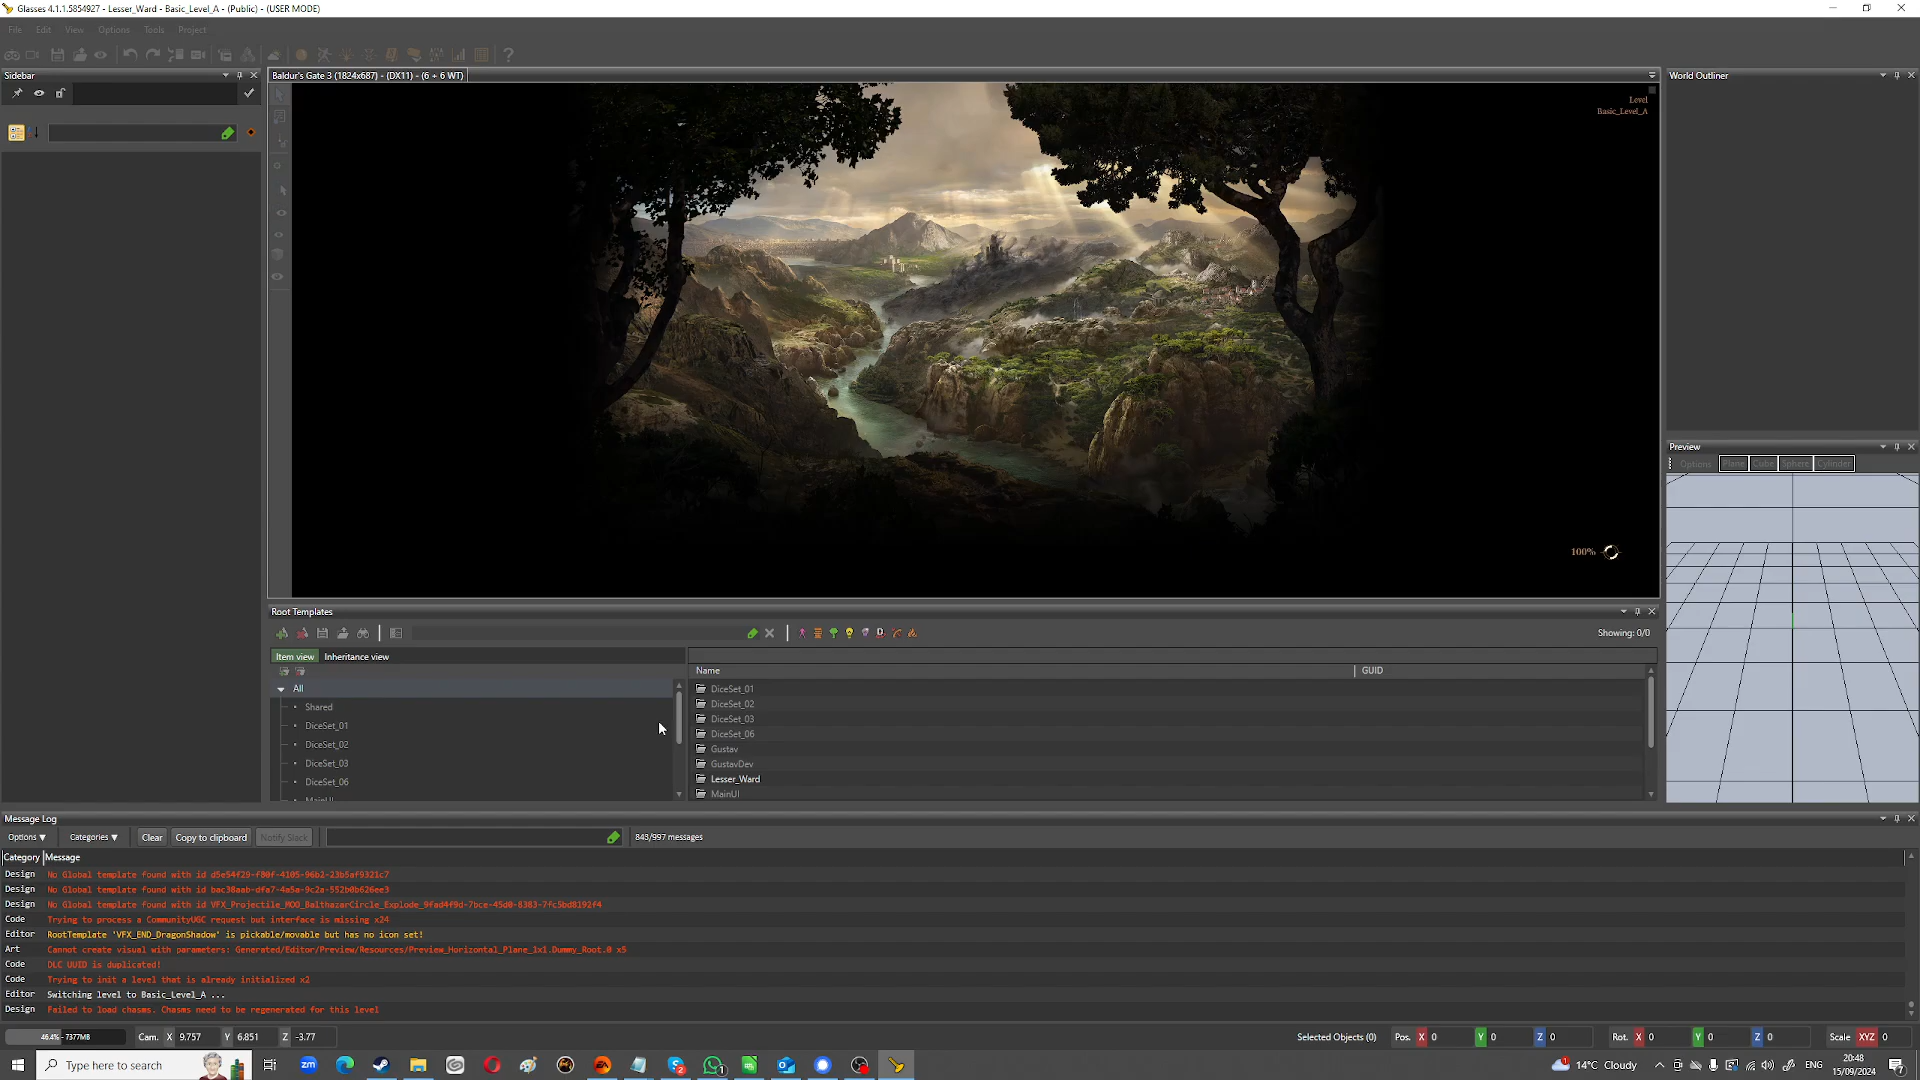 Glasses 4.1.1.5854927 - Lesser_Ward - Basic_Level_A - (Public) - (USER MODE)
File Edit View Options Tools Project
Sidebar
Baldur's Gate 3 (1824x687) - (DX11) - (6 + 6 WT)
World Outliner
Level
Basic_Level_A
Preview
Options Plane Cube Sphere Cylinder
100%
Root Templates
Showing: 0/0
Item view Inheritance view
Name GUID
All
Shared
DiceSet_01
DiceSet_02
DiceSet_03
DiceSet_06
MainUI
DiceSet_01
DiceSet_02
DiceSet_03
DiceSet_06
Gustav
GustavDev
Lesser_Ward
MainUI
Message Log
Options Categories Clear Copy to clipboard Notify Slack 843/997 messages
Category Message
Design No Global template found with id d5e54f29-f80f-4105-96b2-23b5af9321c7
Design No Global template found with id bac38aab-dfa7-4a5a-9c2a-552b0b626ee3
Design No Global template found with id VFX_Projectile_MOO_BalthazarCircle_Explode_9fad4f9d-7bce-45d0-8383-7fc5bd8192f4
Code Trying to process a CommunityUGC request but interface is missing x24
Editor RootTemplate 'VFX_END_DragonShadow' is pickable/movable but has no icon set!
Art Cannot create visual with parameters: Generated/Editor/Preview/Resources/Preview_Horizontal_Plane_1x1.Dummy_Root.0 x5
Code DLC UUID is duplicated!
Code Trying to init a level that is already initialized x2
Editor Switching level to Basic_Level_A ...
Design Failed to load chasms. Chasms need to be regenerated for this level
46.4% - 7377MB Cam. X 9.757 Y 6.851 Z -3.77 Selected Objects (0) Pos. X 0 Y 0 Z 0 Rot. X 0 Y 0 Z 0 Scale XYZ 0
Type here to search
14°C Cloudy
ENG
20:48
15/09/2024